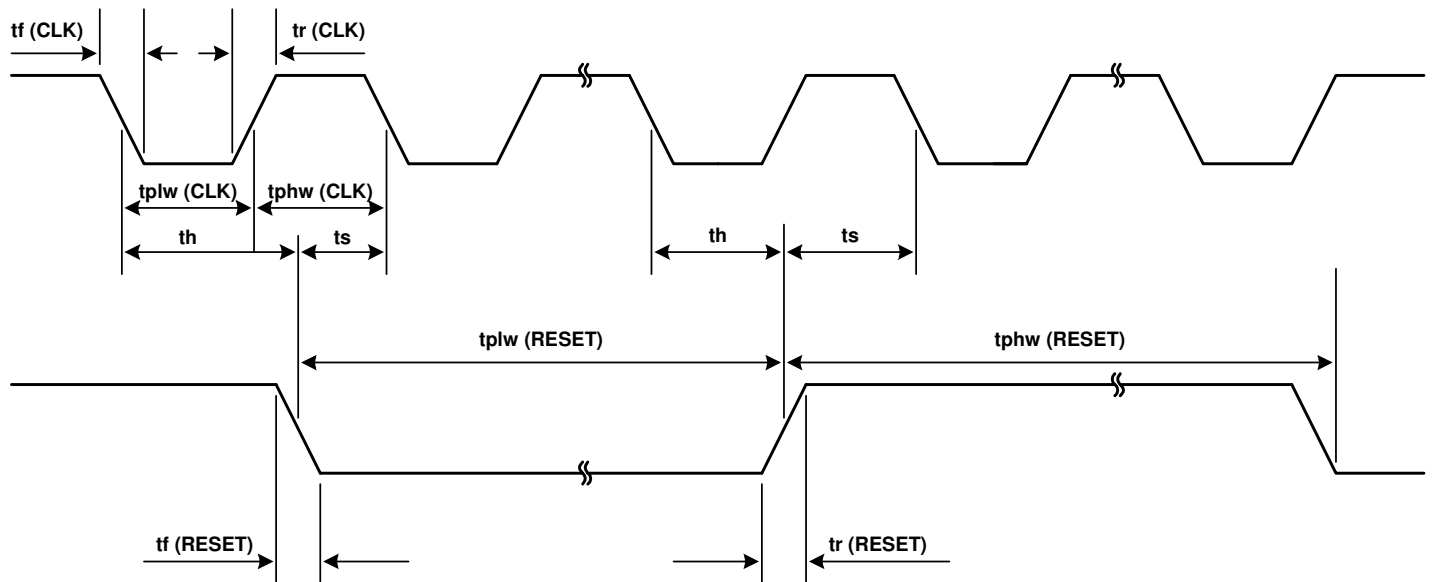 tf (CLK)
tr (CLK)
tplw (CLK)
tphw (CLK)
th
ts
th
ts
tplw (RESET)
tphw (RESET)
tf (RESET)
tr (RESET)